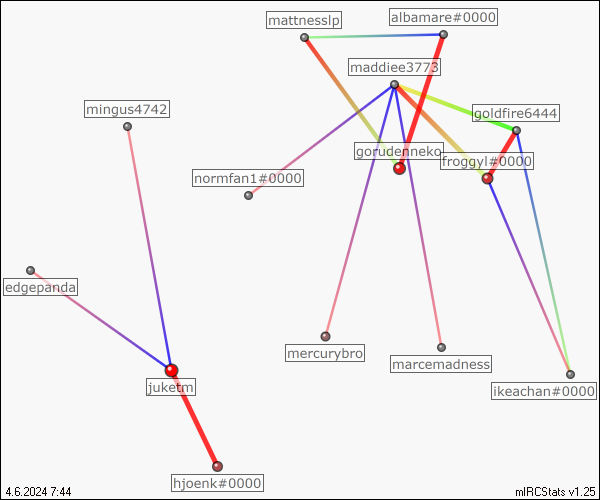 mattnesslp
albamare#0000
maddiee3773
mingus4742
goldfire6444
gorudenneko
froggyl#0000
normfan1#0000
edgepanda
mercurybro
marcemadness
juketm
ikeachan#0000
hjoenk#0000
4.6.2024 7:44
mIRCStats v1.25